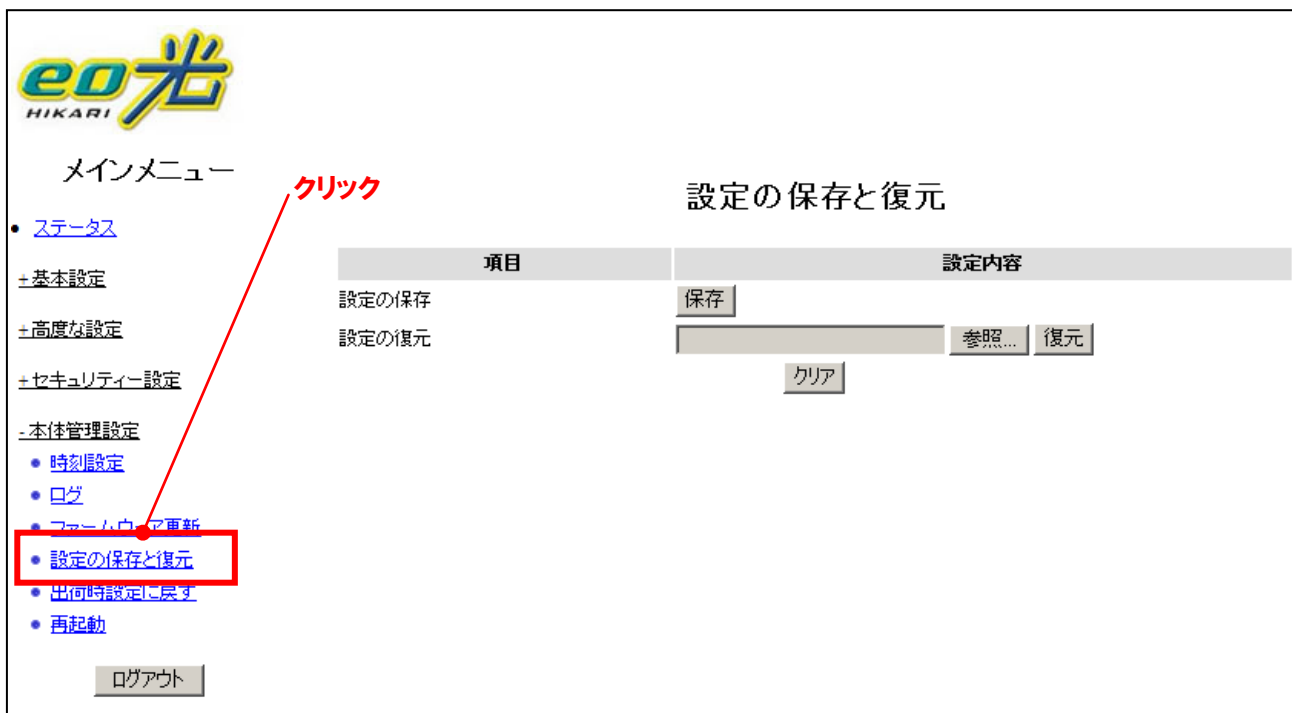 eo光
HIKARI
メインメニュー
クリック
設定の保存と復元
• ステータス
+基本設定
+高度な設定
+セキュリティー設定
-本体管理設定
• 時刻設定
• ログ
• ファームウェア更新
• 設定の保存と復元
• 出荷時設定に戻す
• 再起動
ログアウト
項目 設定内容
設定の保存 保存
設定の復元 参照... 復元
クリア